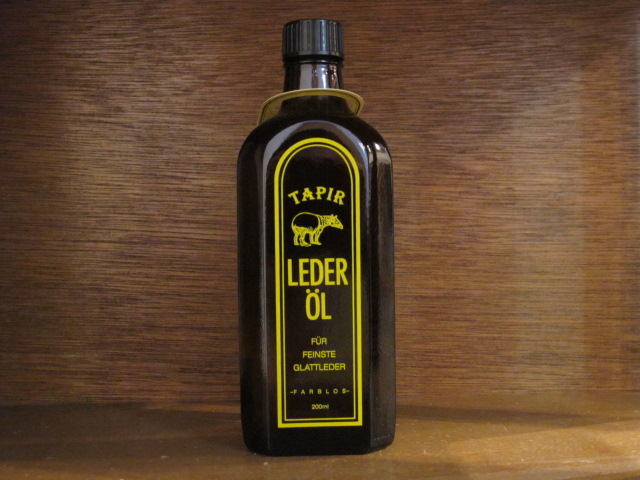 TAPIR
LEDER
ÖL
FÜR
FEINSTE
GLATTLEDER
-FARBLOS-
200ml